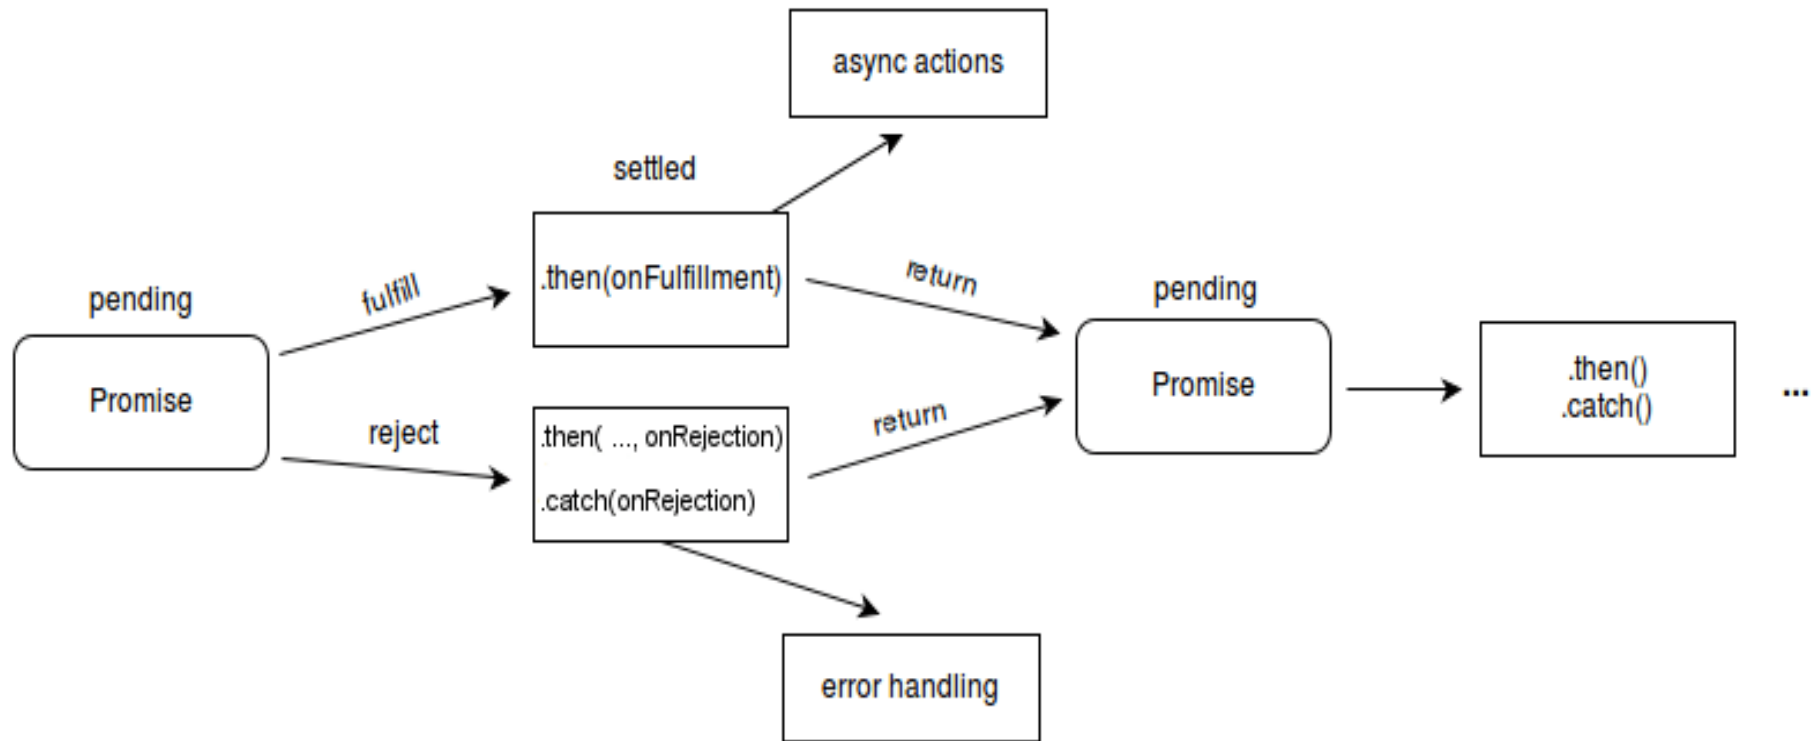 async actions
settled
.then(onFulfillment)
fulfill
return
pending
pending
Promise
Promise
.then()
.catch()
...
reject
return
.then( ..., onRejection)
.catch(onRejection)
error handling